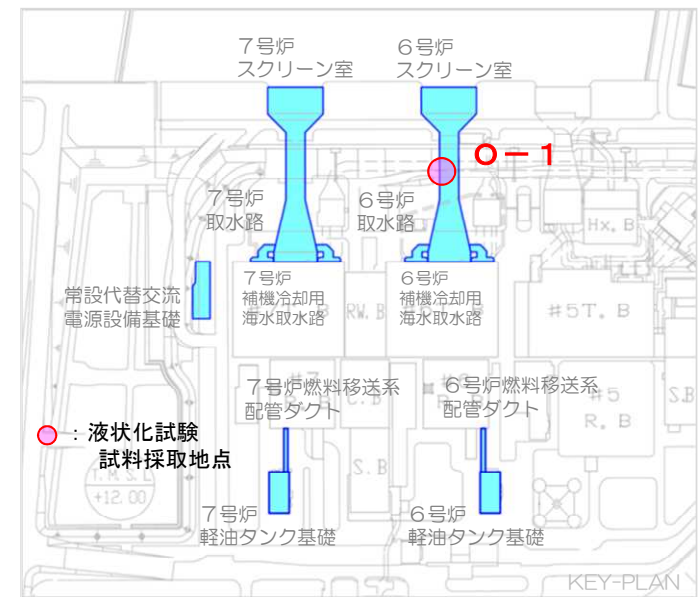 7号炉
スクリーン室
6号炉
スクリーン室
O－1
7号炉
取水路
6号炉
取水路
Hx. B
常設代替交流
電源設備基礎
7号炉
補機冷却用
海水取水路
RW. B
6号炉
補機冷却用
海水取水路
#5T. B
7号炉燃料移送系
配管ダクト
6号炉燃料移送系
配管ダクト
C. B
#5
R. B
S.B
：液状化試験
試料採取地点
T. M. S. L
+12. 00
S. B
7号炉
軽油タンク基礎
6号炉
軽油タンク基礎
KEY-PLAN